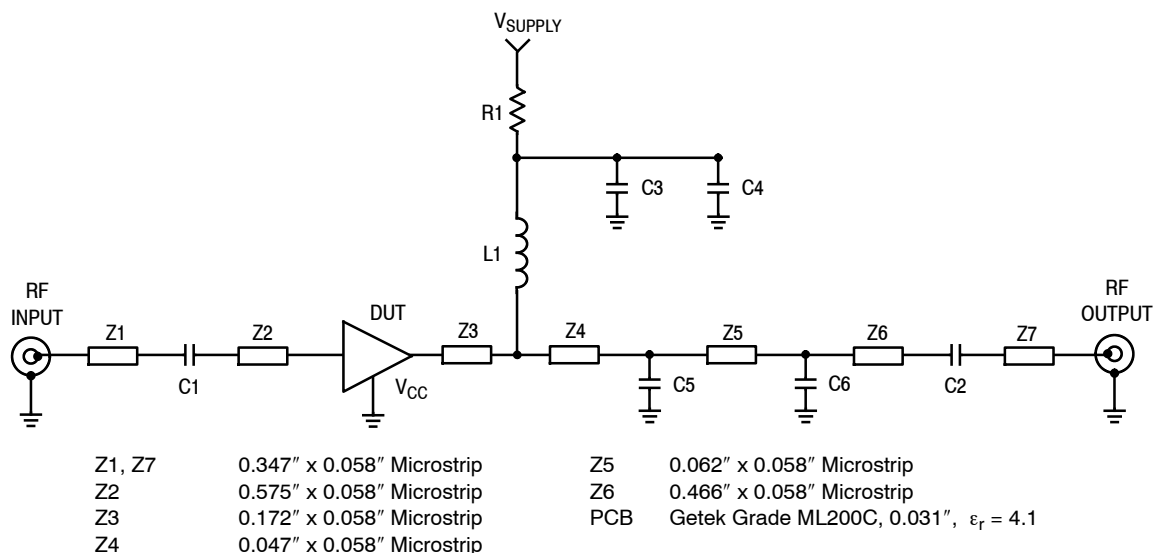 VSUPPLY
R1
C3
C4
L1
RF
INPUT
Z1
C1
Z2
DUT
VCC
Z3
Z4
C5
Z5
C6
Z6
C2
Z7
RF
OUTPUT
Z1, Z7 0.347″ x 0.058″ Microstrip
Z2 0.575″ x 0.058″ Microstrip
Z3 0.172″ x 0.058″ Microstrip
Z4 0.047″ x 0.058″ Microstrip
Z5 0.062″ x 0.058″ Microstrip
Z6 0.466″ x 0.058″ Microstrip
PCB Getek Grade ML200C, 0.031″, εr = 4.1